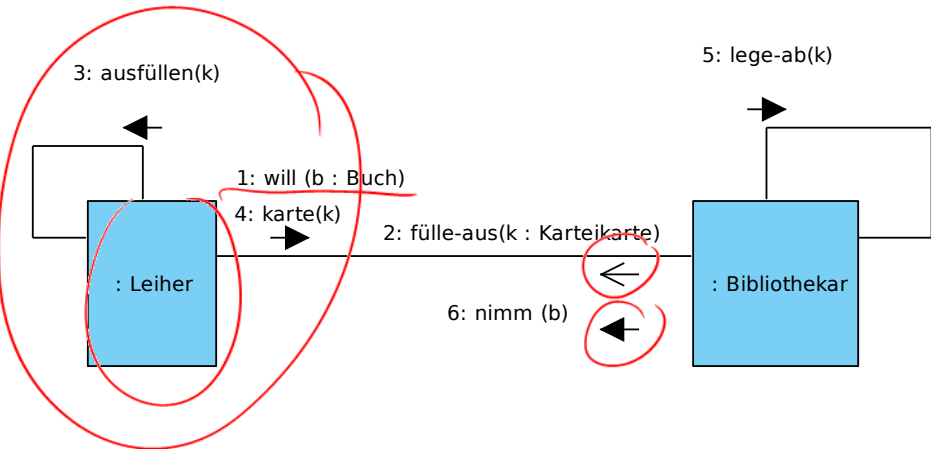 5: lege-ab(k)
3: ausfüllen(k)
1: will (b : Buch)
4: karte(k)
2: fülle-aus(k : Karteikarte)
: Leiher
: Bibliothekar
6: nimm (b)